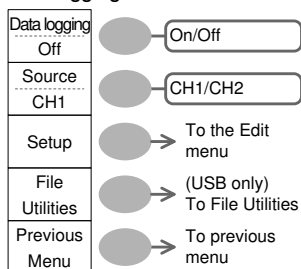 Data logging
Off
On/Off
Source
CH1
CH1/CH2
Setup
To the Edit
menu
File
Utilities
(USB only)
To File Utilities
Previous
Menu
To previous
menu